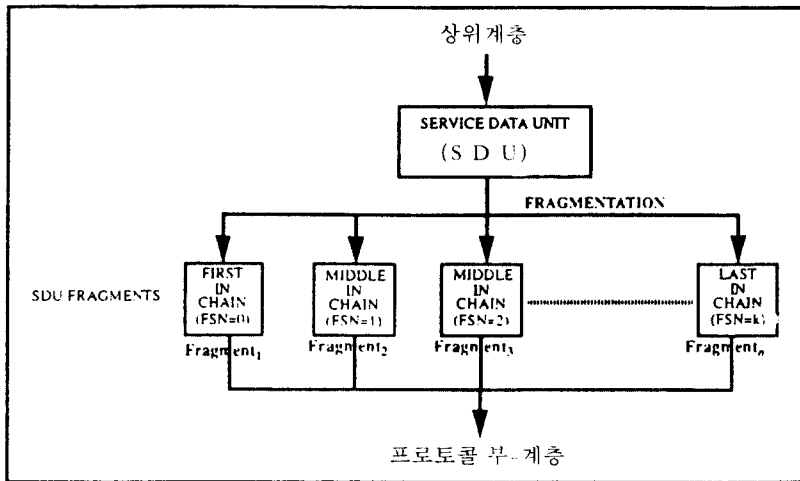 상위계층
SERVICE DATA UNIT
(S D U)
FRAGMENTATION
SDU FRAGMENTS
FIRST
IN
CHAIN
(FSN=0)
MIDDLE
IN
CHAIN
(FSN=1)
MIDDLE
IN
CHAIN
(FSN=2)
LAST
IN
CHAIN
(FSN=k)
Fragment1
Fragment2
Fragment3
Fragmentn
프로토콜 부-계층